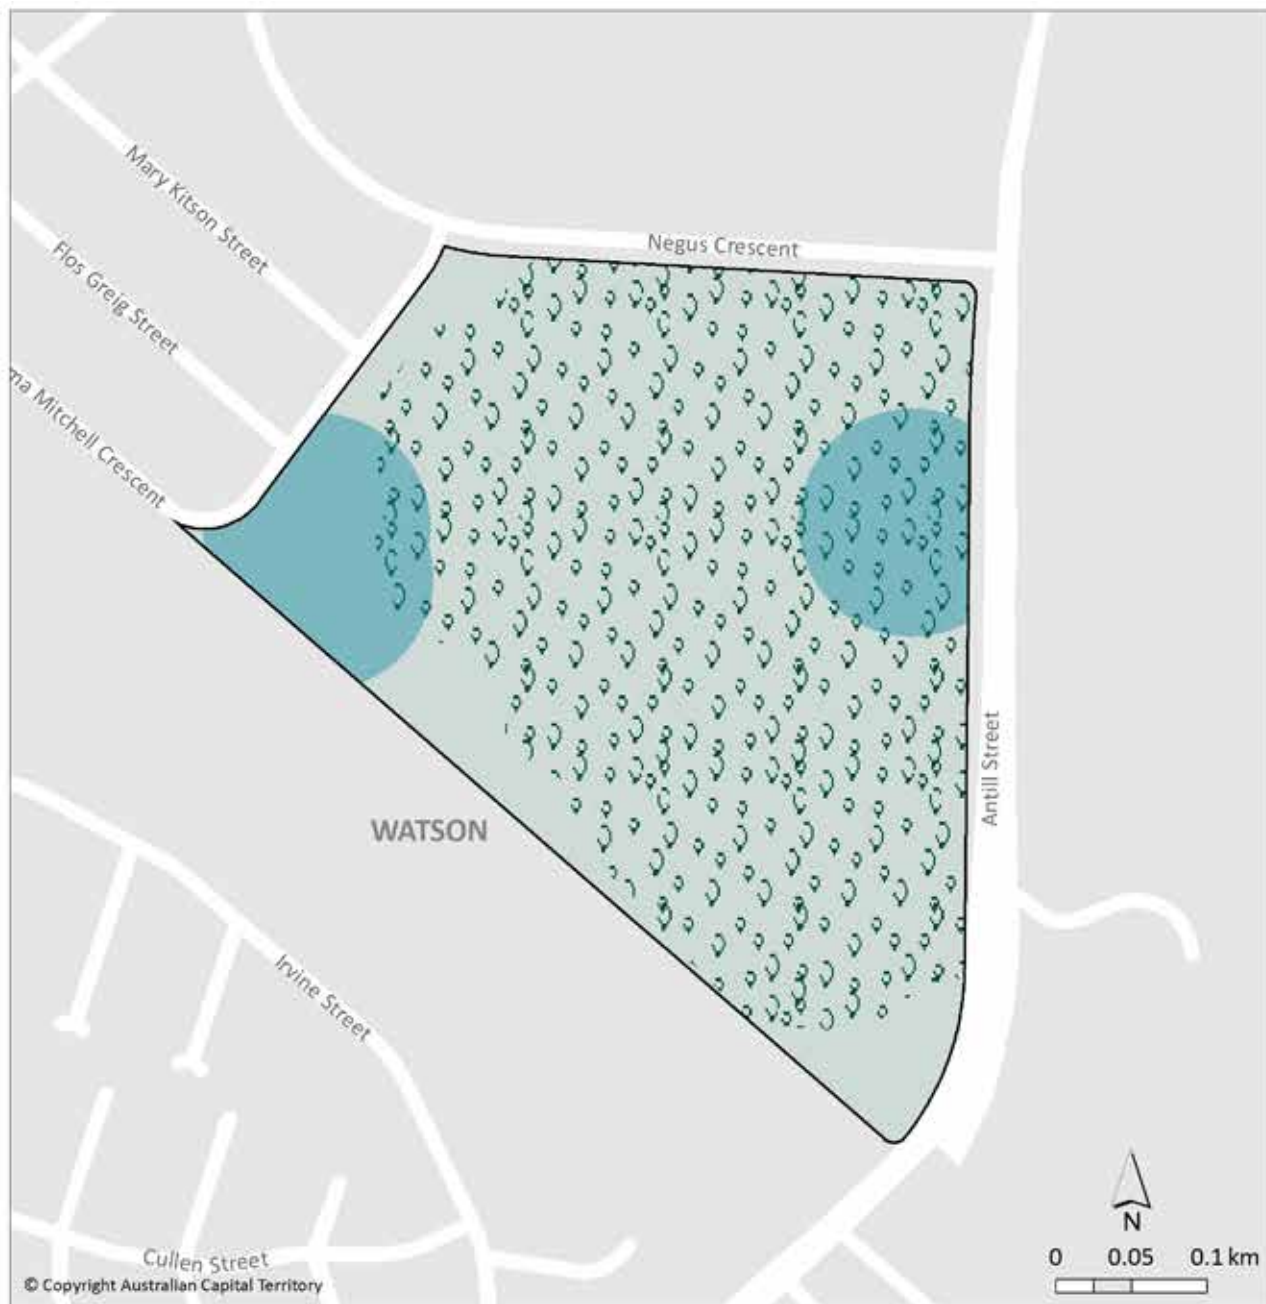 Mary Kitson Street
Negus Crescent
Flos Greig Street
ma Mitchell Crescent
Antill Street
WATSON
Irvine Street
N
Cullen Street
0 0.05 0.1 km
© Copyright Australian Capital Territory